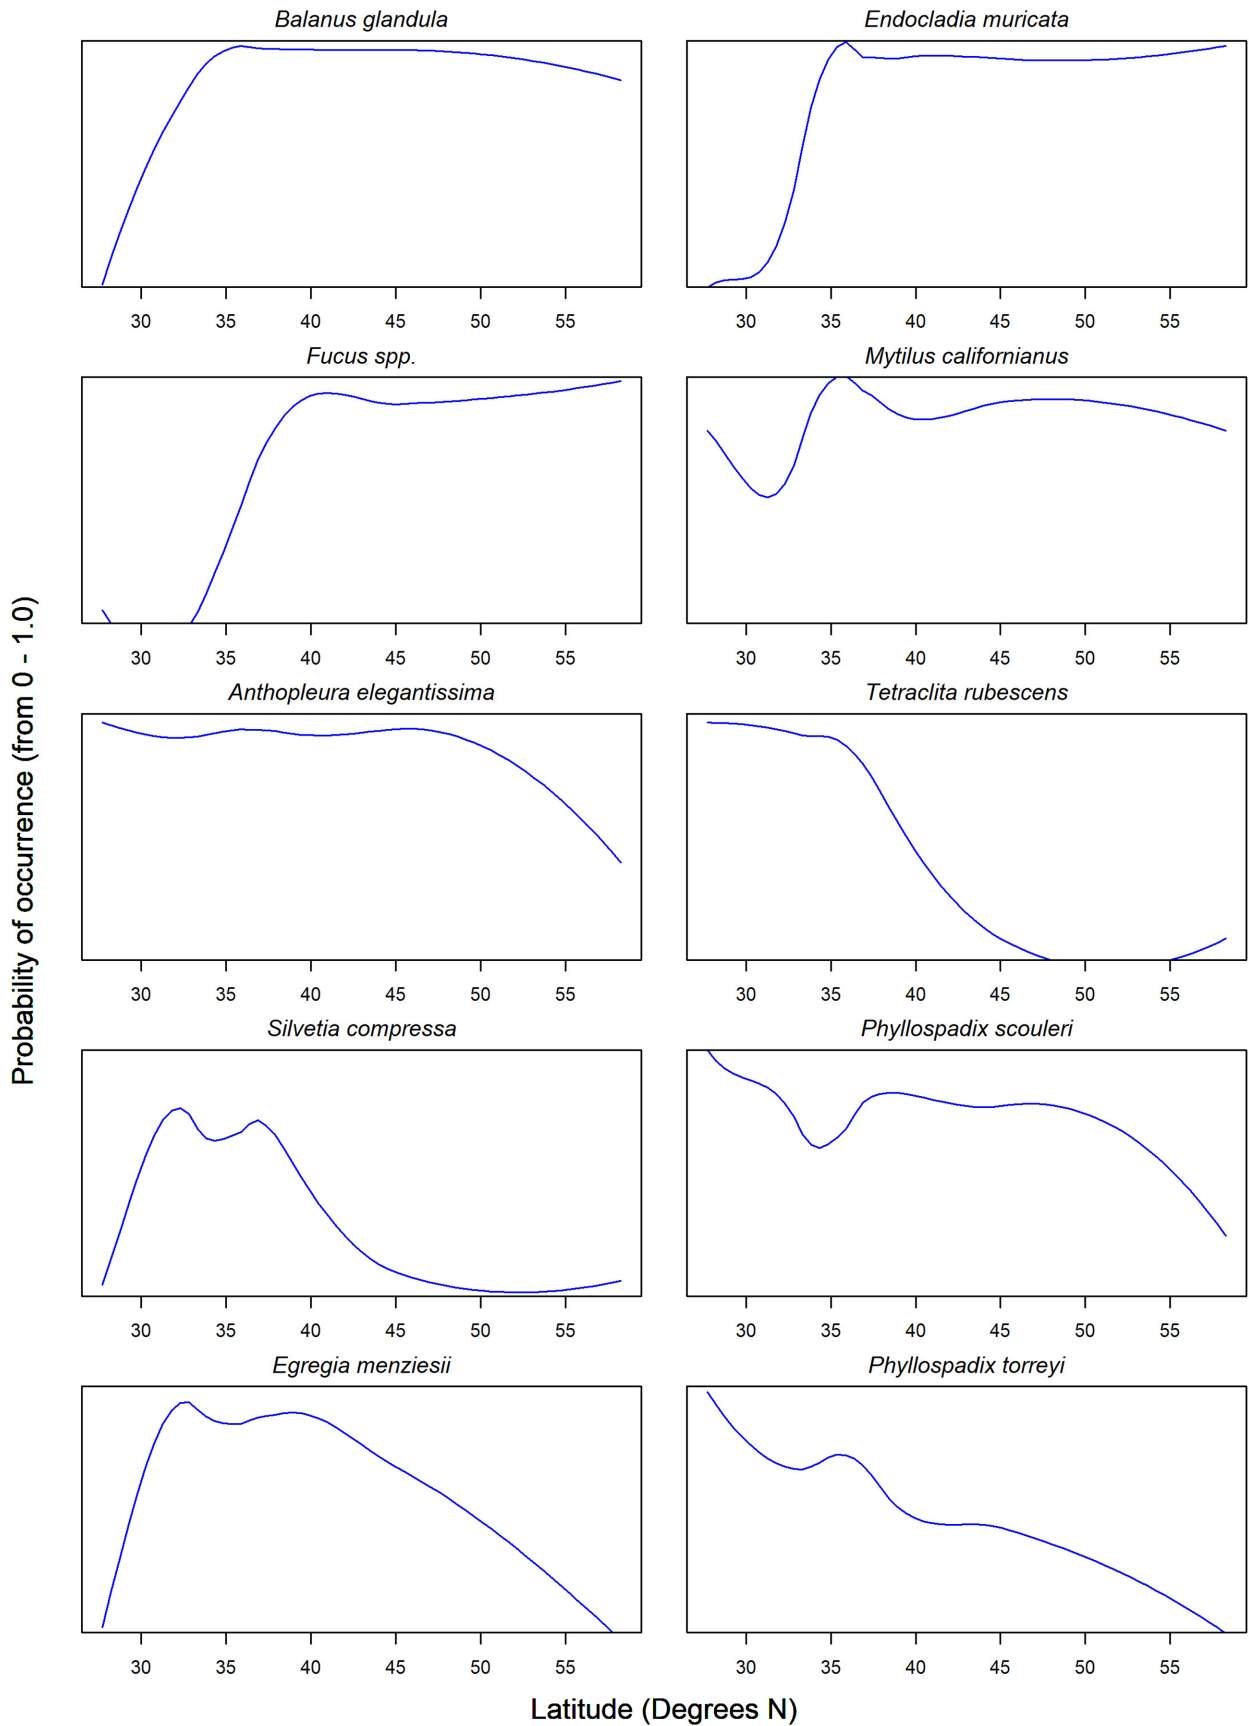 Balanus glandula
Endocladia muricata
30 35 40 45 50 55
30 35 40 45 50 55
Fucus spp.
Mytilus californianus
30 35 40 45 50 55
30 35 40 45 50 55
Anthopleura elegantissima
Tetraclita rubescens
30 35 40 45 50 55
30 35 40 45 50 55
Silvetia compressa
Phyllospadix scouleri
30 35 40 45 50 55
30 35 40 45 50 55
Egregia menziesii
Phyllospadix torreyi
30 35 40 45 50 55
30 35 40 45 50 55
Probability of occurrence (from 0 - 1.0)
Latitude (Degrees N)